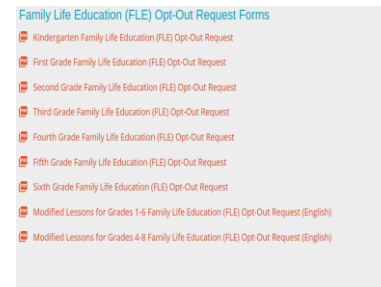 Family Life Education (FLE) Opt-Out Request Forms
Kindergarten Family Life Education (FLE) Opt-Out Request
First Grade Family Life Education (FLE) Opt-Out Request
Second Grade Family Life Education (FLE) Opt-Out Request
Third Grade Family Life Education (FLE) Opt-Out Request
Fourth Grade Family Life Education (FLE) Opt-Out Request
Fifth Grade Family Life Education (FLE) Opt-Out Request
Sixth Grade Family Life Education (FLE) Opt-Out Request
Modified Lessons for Grades 1-6 Family Life Education (FLE) Opt-Out Request (English)
Modified Lessons for Grades 4-8 Family Life Education (FLE) Opt-Out Request (English)